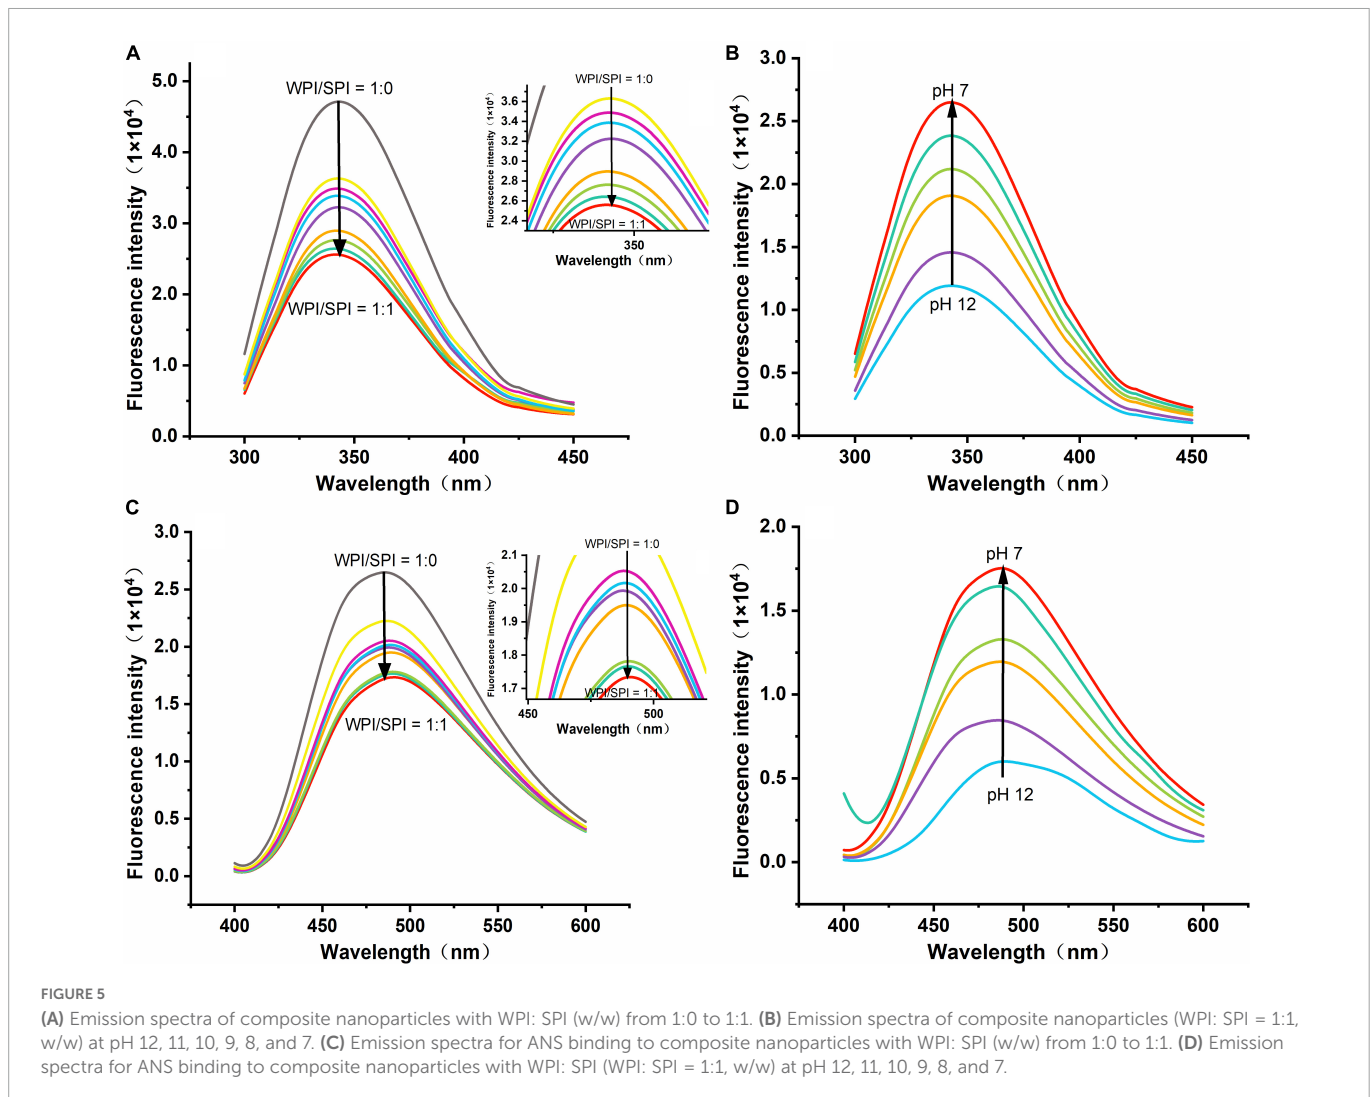 A
5.0
4.0
3.0
2.0
1.0
0.0
Fluorescence intensity（1×10⁴）
WPI/SPI = 1:0
WPI/SPI = 1:1
300 350 400 450
Wavelength（nm）
3.6
3.4
3.2
3.0
2.8
2.6
2.4
Fluorescence intensity（1×10⁴）
WPI/SPI = 1:0
WPI/SPI = 1:1
350
Wavelength（nm）
B
3.0
2.5
2.0
1.5
1.0
0.5
0.0
Fluorescence intensity（1×10⁴）
pH 7
pH 12
300 350 400 450
Wavelength（nm）
C
3.0
2.5
2.0
1.5
1.0
0.5
0.0
Fluorescence intensity（1×10⁴）
WPI/SPI = 1:0
WPI/SPI = 1:1
400 450 500 550 600
Wavelength（nm）
2.1
2.0
1.9
1.8
1.7
Fluorescence intensity（1×10⁴）
WPI/SPI = 1:0
WPI/SPI = 1:1
450 500
Wavelength（nm）
D
2.0
1.5
1.0
0.5
0.0
Fluorescence intensity（1×10⁴）
pH 7
pH 12
400 450 500 550 600
Wavelength（nm）
FIGURE 5
(A) Emission spectra of composite nanoparticles with WPI: SPI (w/w) from 1:0 to 1:1. (B) Emission spectra of composite nanoparticles (WPI: SPI = 1:1,
w/w) at pH 12, 11, 10, 9, 8, and 7. (C) Emission spectra for ANS binding to composite nanoparticles with WPI: SPI (w/w) from 1:0 to 1:1. (D) Emission
spectra for ANS binding to composite nanoparticles with WPI: SPI (WPI: SPI = 1:1, w/w) at pH 12, 11, 10, 9, 8, and 7.